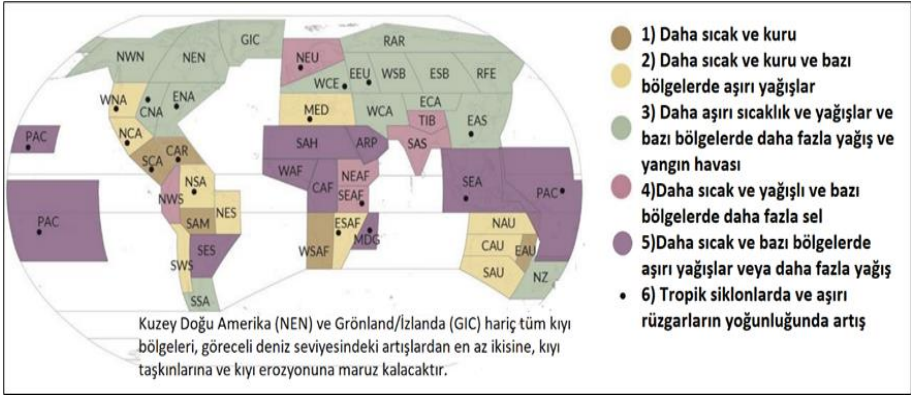 GIC
RAR
NWN
NEN
NEU
EEU
WSB
ESB
RFE
WCE
WNA
CNA
ENA
MED
WCA
ECA
TIB
EAS
PAC
NCA
SCA
CAR
SAH
ARP
SAS
WAF
CAF
NEAF
SEAF
SEA
PAC
PAC
NWS
NSA
SAM
NES
WSAF
ESAF
MDG
NAU
CAU
EAU
SAU
NZ
SWS
SES
SSA
Kuzey Doğu Amerika (NEN) ve Grönland/İzlanda (GIC) hariç tüm kıyı
bölgeleri, göreceli deniz seviyesindeki artışlardan en az ikisine, kıyı
taşkınlarına ve kıyı erozyonuna maruz kalacaktır.
1) Daha sıcak ve kuru
2) Daha sıcak ve kuru ve bazı
bölgelerde aşırı yağışlar
3) Daha aşırı sıcaklık ve yağışlar ve
bazı bölgelerde daha fazla yağış ve
yangın havası
4)Daha sıcak ve yağışlı ve bazı
bölgelerde daha fazla sel
5)Daha sıcak ve bazı bölgelerde
aşırı yağışlar veya daha fazla yağış
6) Tropik siklonlarda ve aşırı
rüzgarların yoğunluğunda artış